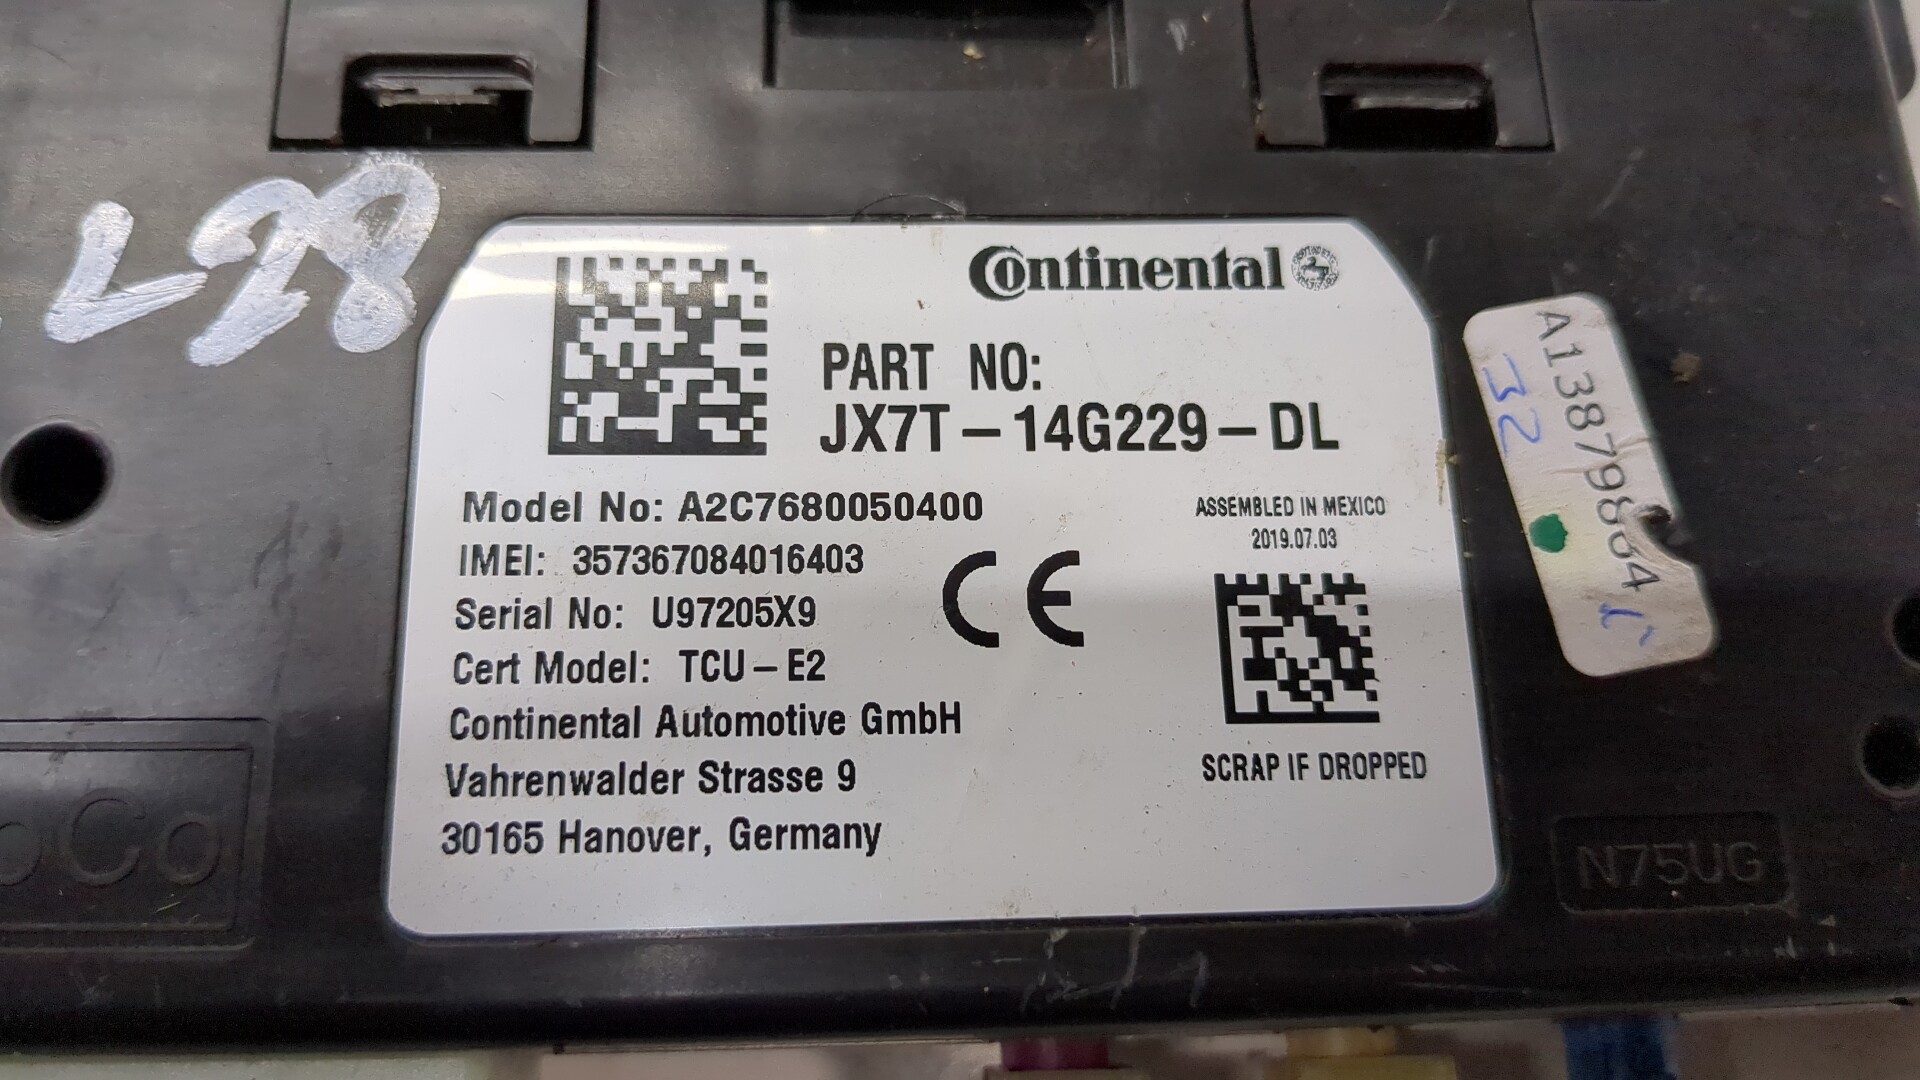 Continental
PART NO:
JX7T-14G229-DL
Model No: A2C7680050400
IMEI: 357367084016403
Serial No: U97205X9
Cert Model: TCU-E2
Continental Automotive GmbH
Vahrenwalder Strasse 9
30165 Hanover, Germany
CE
ASSEMBLED IN MEXICO
2019.07.03
SCRAP IF DROPPED
32
N75UG